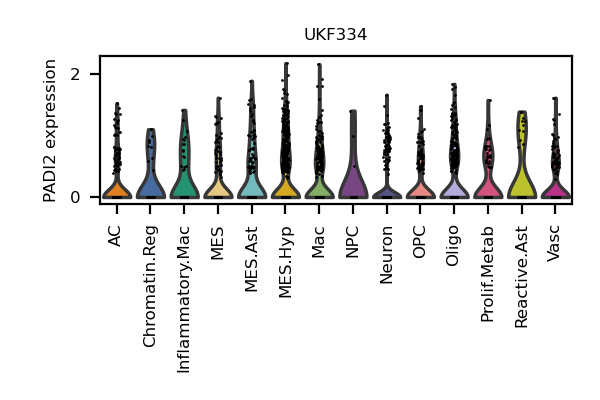 UKF334
PADI2 expression
2
0
AC
Chromatin.Reg
Inflammatory.Mac
MES
MES.Ast
MES.Hyp
Mac
NPC
Neuron
OPC
Oligo
Prolif.Metab
Reactive.Ast
Vasc